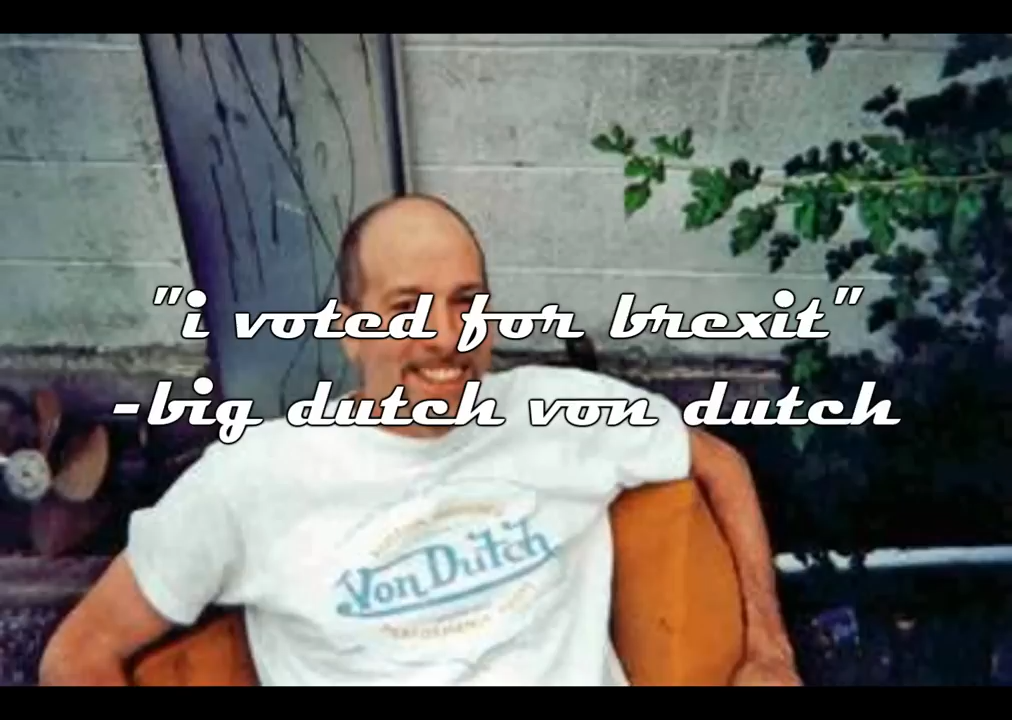 "i voted for brexit"
-big dutch von dutch
Von Dutch